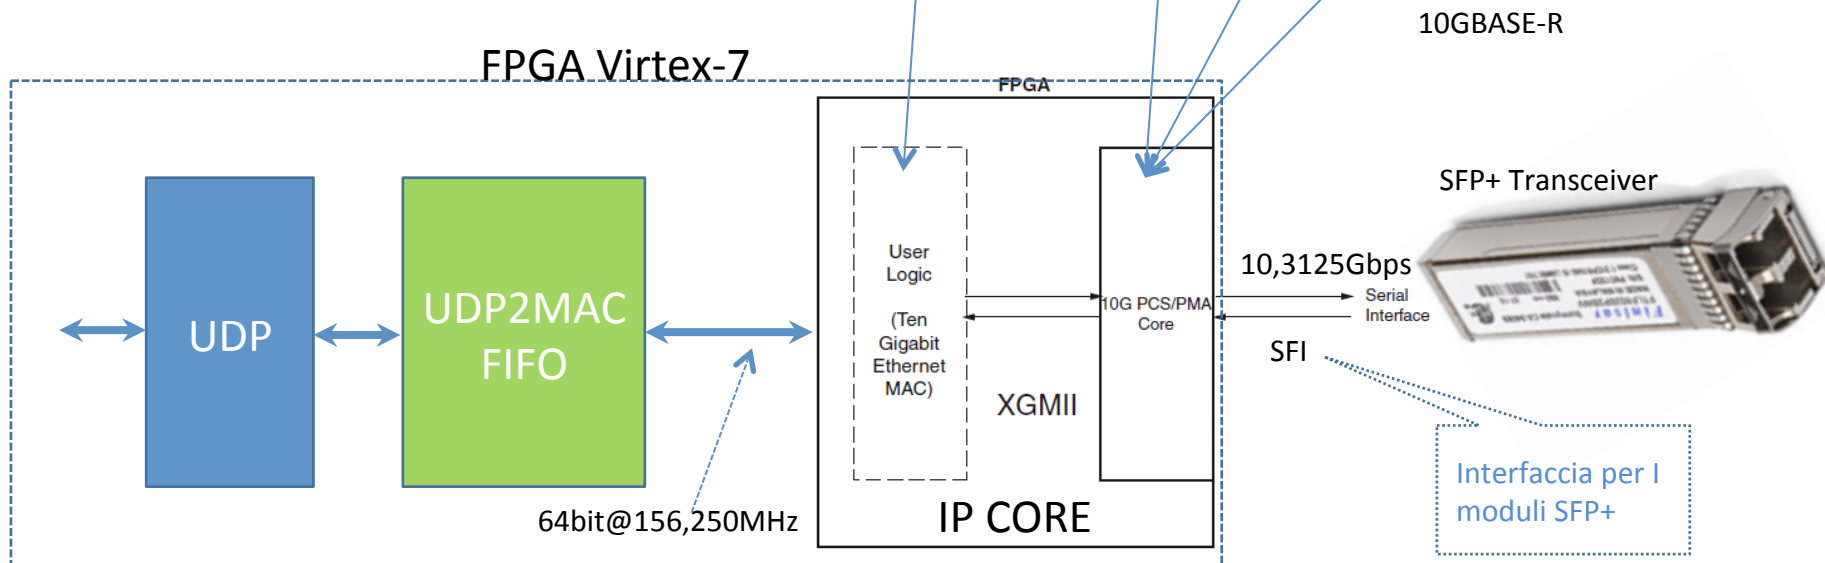 10GBASE-R
FPGA Virtex-7
FPGA
SFP+ Transceiver
User
Logic
(Ten
Gigabit
Ethernet
MAC)
10,3125Gbps
10G PCS/PMA
Core
Serial
Interface
UDP
UDP2MAC
FIFO
SFI
XGMII
Finisar
Interfaccia per I
moduli SFP+
64bit@156,250MHz
IP CORE